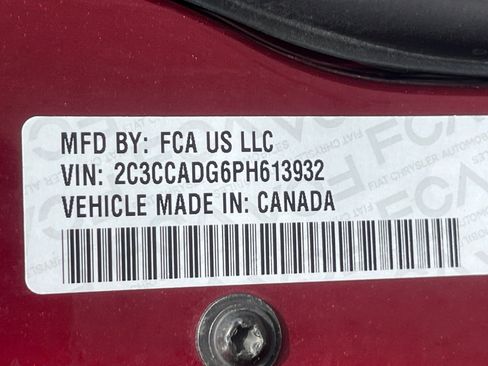 MFD BY: FCA US LLC
VIN: 2C3CCADG6PH613932
VEHICLE MADE IN: CANADA